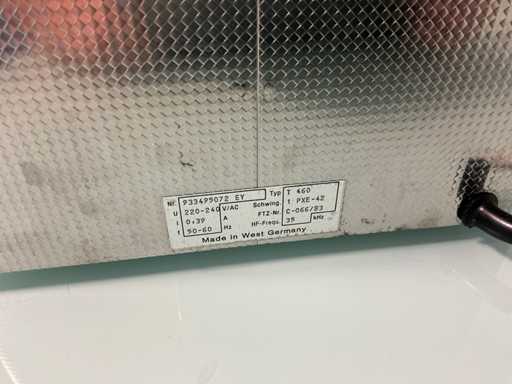 Nr. 933499072 EY Typ T 460
U 220-240 V/AC Schwing. 1 PXE-42
I 0,39 A FTZ-Nr. C-066/83
f 50-60 Hz HF-Frequ. 35 kHz
Made in West Germany